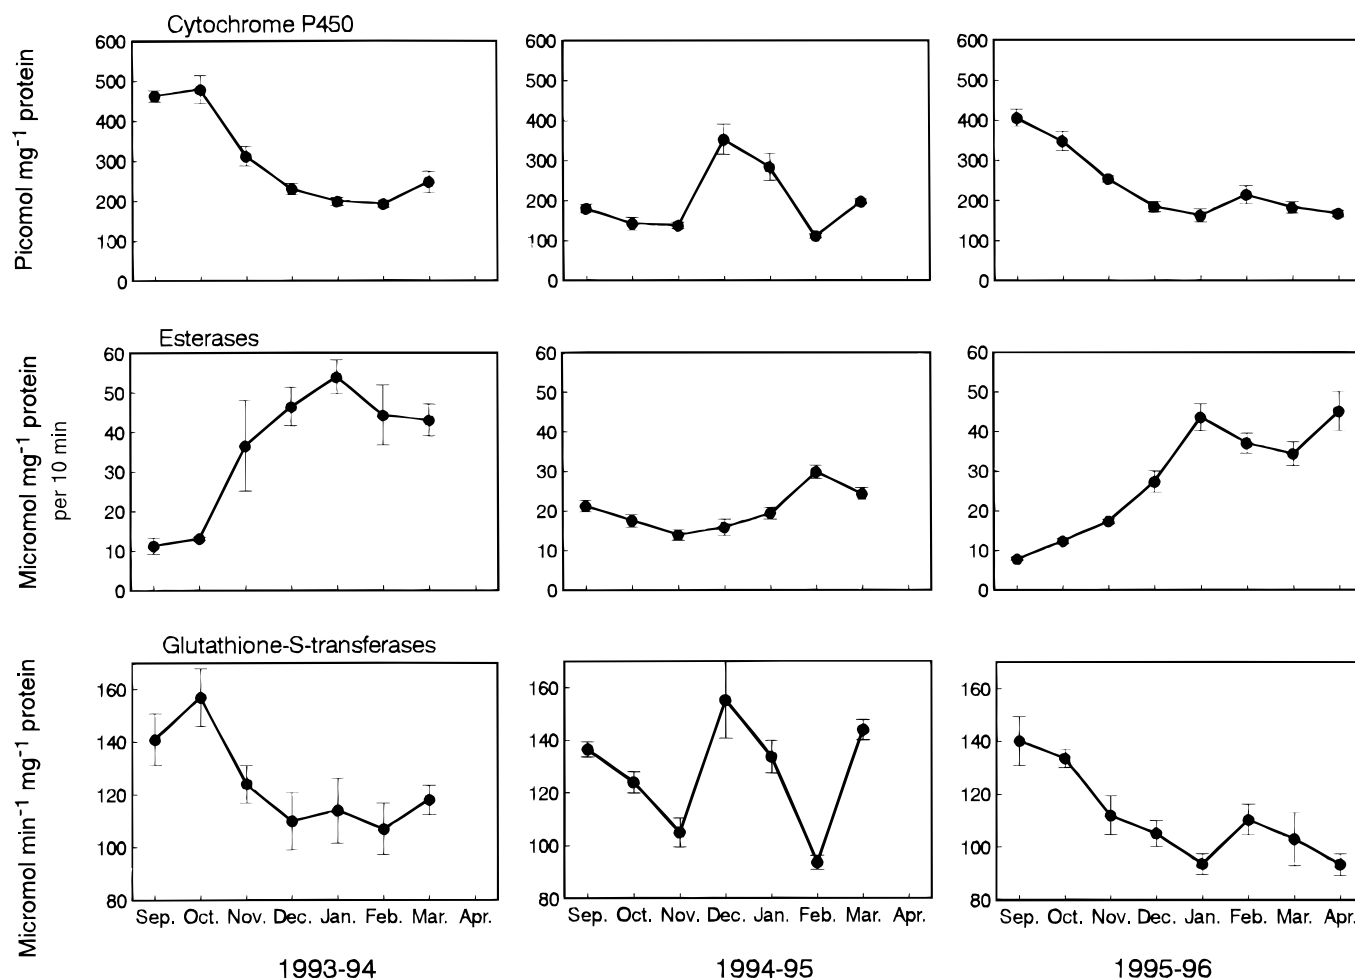 Cytochrome P450
Picomol mg⁻¹ protein
600 500 400 300 200 100 0
600 500 400 300 200 100 0
600 500 400 300 200 100 0
Esterases
Micromol mg⁻¹ protein
per 10 min
60 50 40 30 20 10 0
60 50 40 30 20 10 0
60 50 40 30 20 10 0
Glutathione-S-transferases
Micromol min⁻¹ mg⁻¹ protein
160 140 120 100 80
160 140 120 100 80
160 140 120 100 80
Sep. Oct. Nov. Dec. Jan. Feb. Mar. Apr.
Sep. Oct. Nov. Dec. Jan. Feb. Mar. Apr.
Sep. Oct. Nov. Dec. Jan. Feb. Mar. Apr.
1993-94
1994-95
1995-96